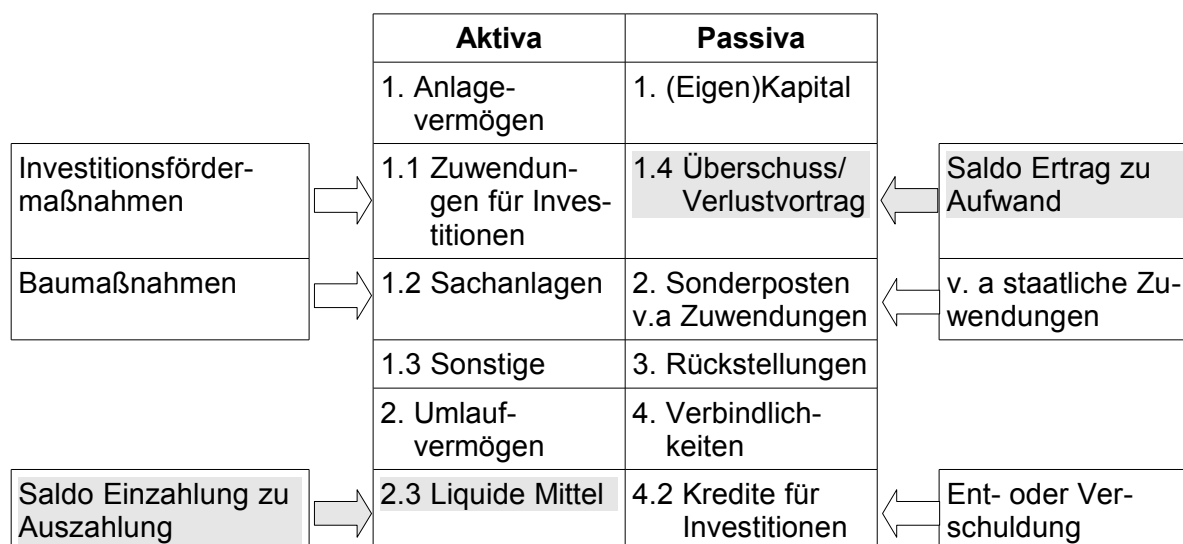 Aktiva
Passiva
1. Anlage-
vermögen
1. (Eigen)Kapital
Investitionsförder-
maßnahmen
1.1 Zuwendun-
gen für Inves-
titionen
1.4 Überschuss/
Verlustvortrag
Saldo Ertrag zu
Aufwand
Baumaßnahmen
1.2 Sachanlagen
2. Sonderposten
v.a Zuwendungen
v. a staatliche Zu-
wendungen
1.3 Sonstige
3. Rückstellungen
2. Umlauf-
vermögen
4. Verbindlich-
keiten
Saldo Einzahlung zu
Auszahlung
2.3 Liquide Mittel
4.2 Kredite für
Investitionen
Ent- oder Ver-
schuldung